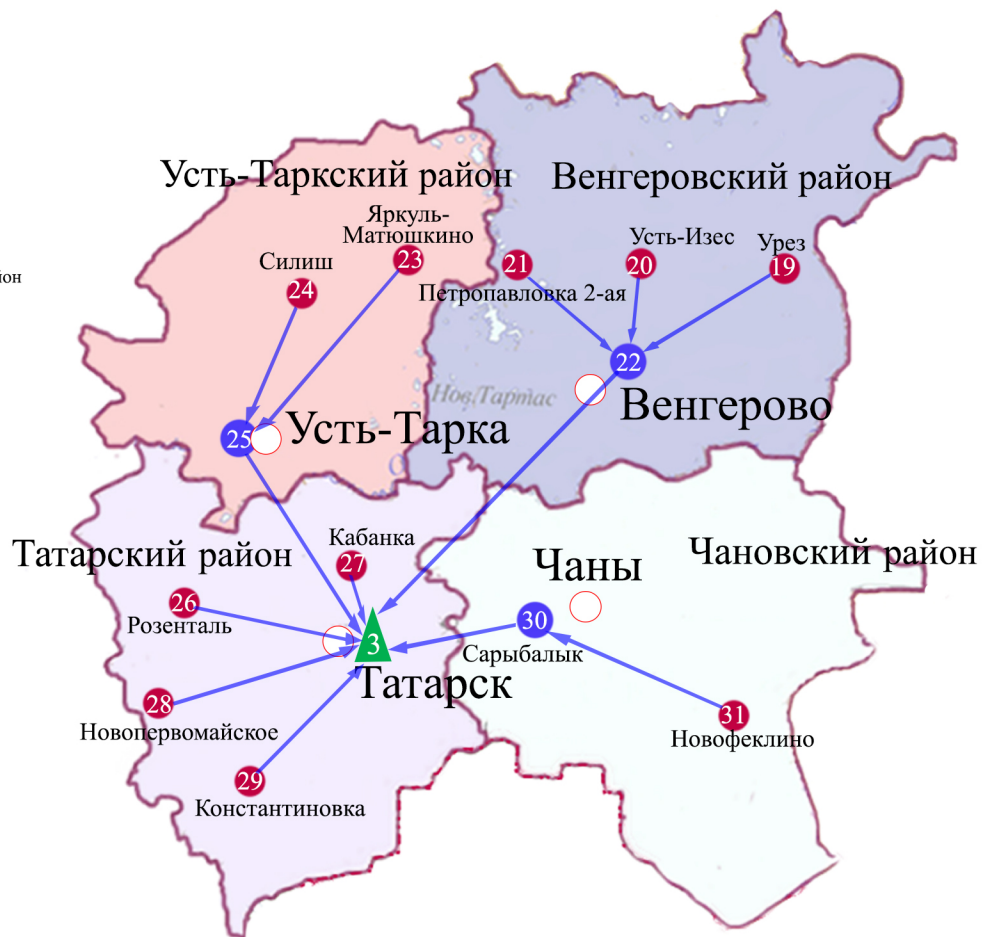 Усть-Таркский район
Венгеровский район
Яркуль-
Матюшкино
23
Силиш
24
йон
21
Петропавловка 2-ая
Усть-Изес
20
Урез
19
22
Венгерово
Нов.Тартас
25
Усть-Тарка
Татарский район
Кабанка
27
26
Розенталь
3
Татарск
28
Новопервомайское
29
Константиновка
Чаны
Чановский район
30
Сарыбалык
31
Новофеклино